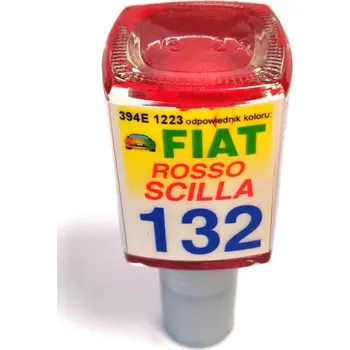 394E 1223 odpowiednik koloru:
FIAT
ROSSO
SCILLA
132